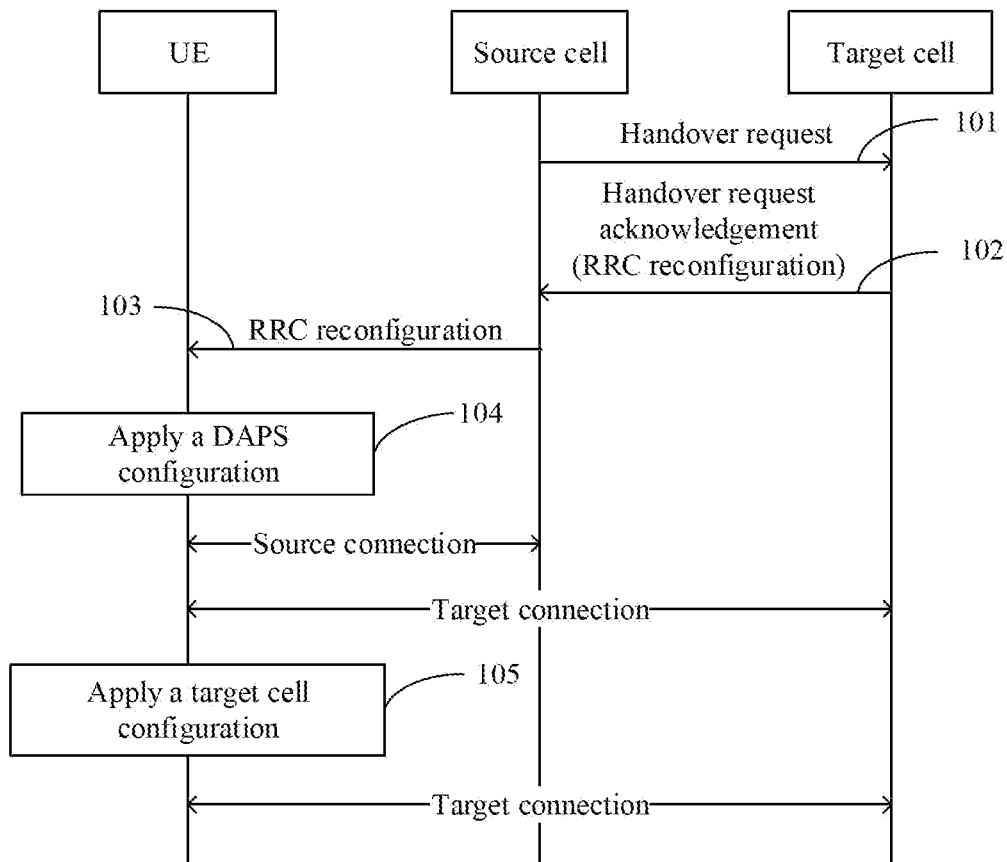 UE
Source cell
Target cell
Handover request
101
Handover request
acknowledgement
(RRC reconfiguration)
102
103
RRC reconfiguration
104
Apply a DAPS
configuration
Source connection
Target connection
105
Apply a target cell
configuration
Target connection